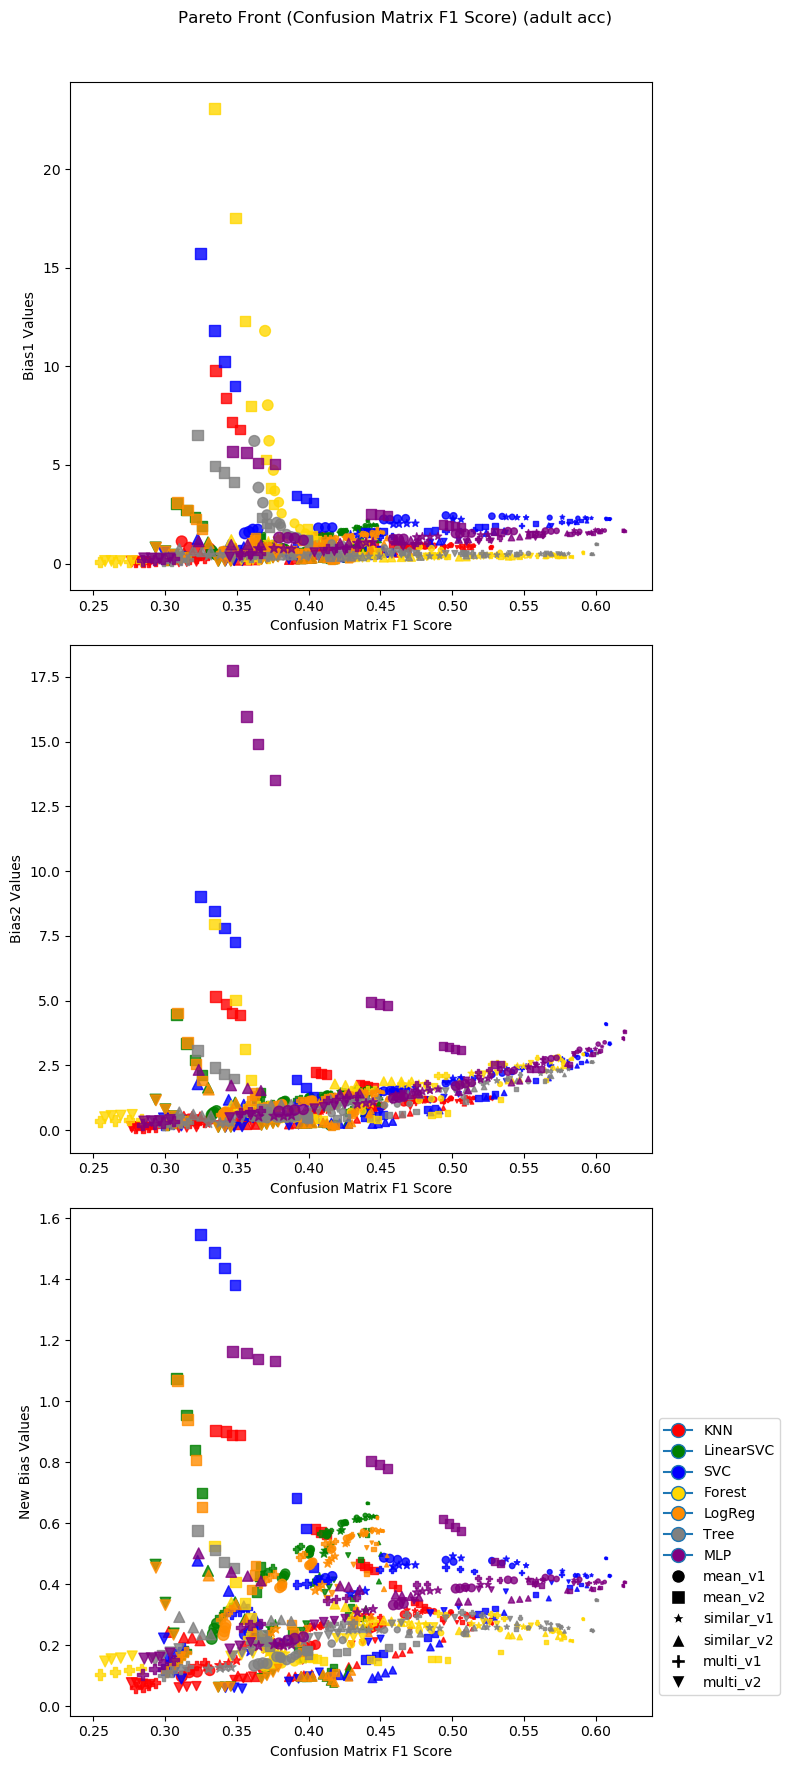 Pareto Front (Confusion Matrix F1 Score) (adult acc)
20
15
10
5
0
Bias1 Values
0.25 0.30 0.35 0.40 0.45 0.50 0.55 0.60
Confusion Matrix F1 Score
17.5
15.0
12.5
10.0
7.5
5.0
2.5
0.0
Bias2 Values
0.25 0.30 0.35 0.40 0.45 0.50 0.55 0.60
Confusion Matrix F1 Score
1.6
1.4
1.2
1.0
0.8
0.6
0.4
0.2
0.0
New Bias Values
0.25 0.30 0.35 0.40 0.45 0.50 0.55 0.60
Confusion Matrix F1 Score
KNN
LinearSVC
SVC
Forest
LogReg
Tree
MLP
mean_v1
mean_v2
similar_v1
similar_v2
multi_v1
multi_v2